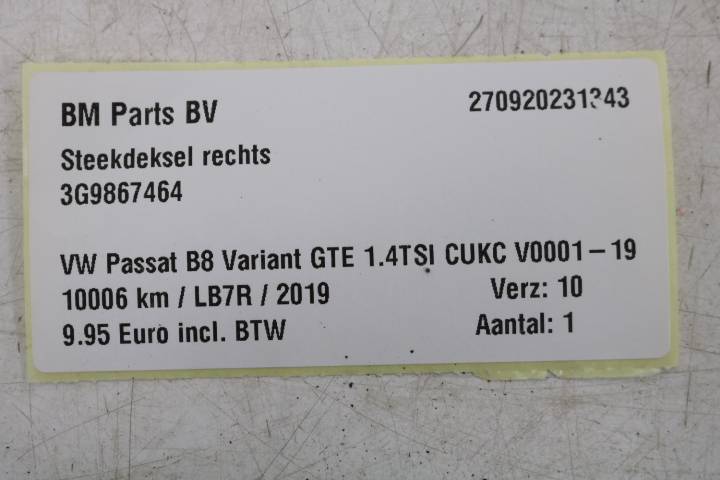 BM Parts BV 270920231343
Steekdeksel rechts
3G9867464
VW Passat B8 Variant GTE 1.4TSI CUKC V0001-19
10006 km / LB7R / 2019 Verz: 10
9.95 Euro incl. BTW Aantal: 1